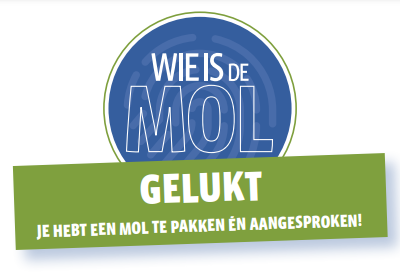 WIE IS DE
MOL
GELUKT
JE HEBT EEN MOL TE PAKKEN ÉN AANGESPROKEN!